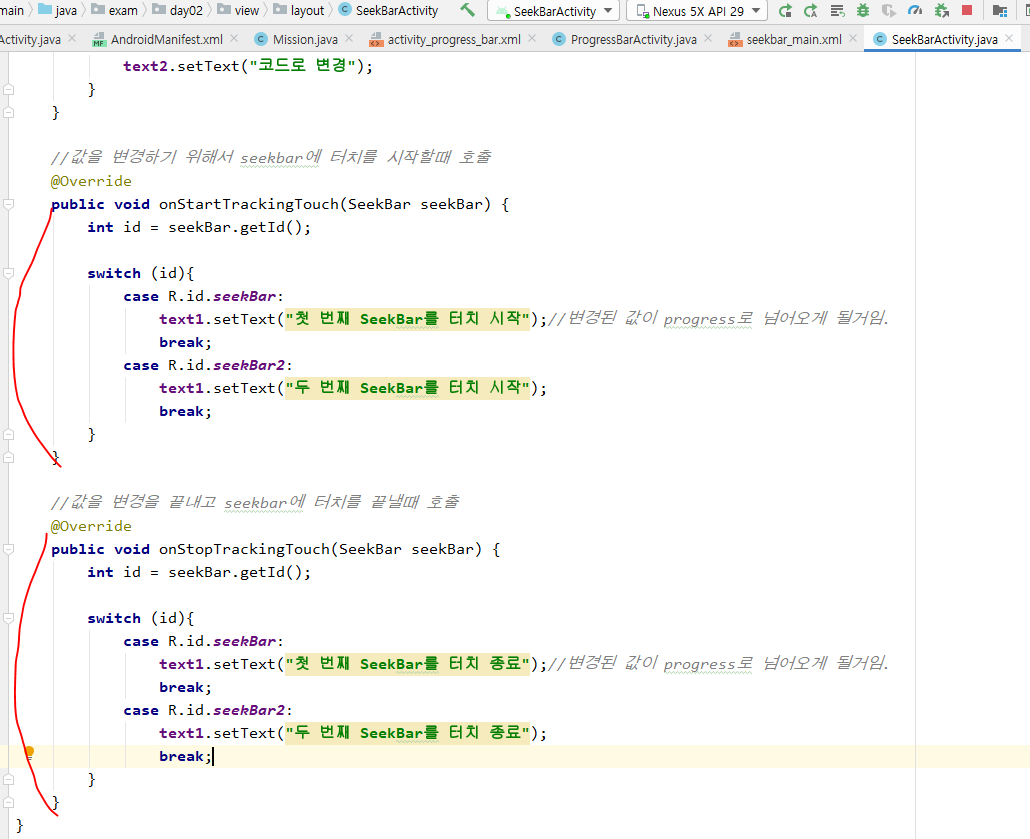 main java exam day02 view layout SeekBarActivity SeekBarActivity Nexus 5X API 29
Activity.java AndroidManifest.xml Mission.java activity_progress_bar.xml ProgressBarActivity.java seekbar_main.xml SeekBarActivity.java
text2.setText("코드로 변경");
}
}
//값을 변경하기 위해서 seekbar에 터치를 시작할때 호출
@Override
public void onStartTrackingTouch(SeekBar seekBar) {
int id = seekBar.getId();
switch (id){
case R.id.seekBar:
text1.setText("첫 번째 SeekBar를 터치 시작");//변경된 값이 progress로 넘어오게 될거임.
break;
case R.id.seekBar2:
text1.setText("두 번째 SeekBar를 터치 시작");
break;
}
}
//값을 변경을 끝내고 seekbar에 터치를 끝낼때 호출
@Override
public void onStopTrackingTouch(SeekBar seekBar) {
int id = seekBar.getId();
switch (id){
case R.id.seekBar:
text1.setText("첫 번째 SeekBar를 터치 종료");//변경된 값이 progress로 넘어오게 될거임.
break;
case R.id.seekBar2:
text1.setText("두 번째 SeekBar를 터치 종료");
break;
}
}
}